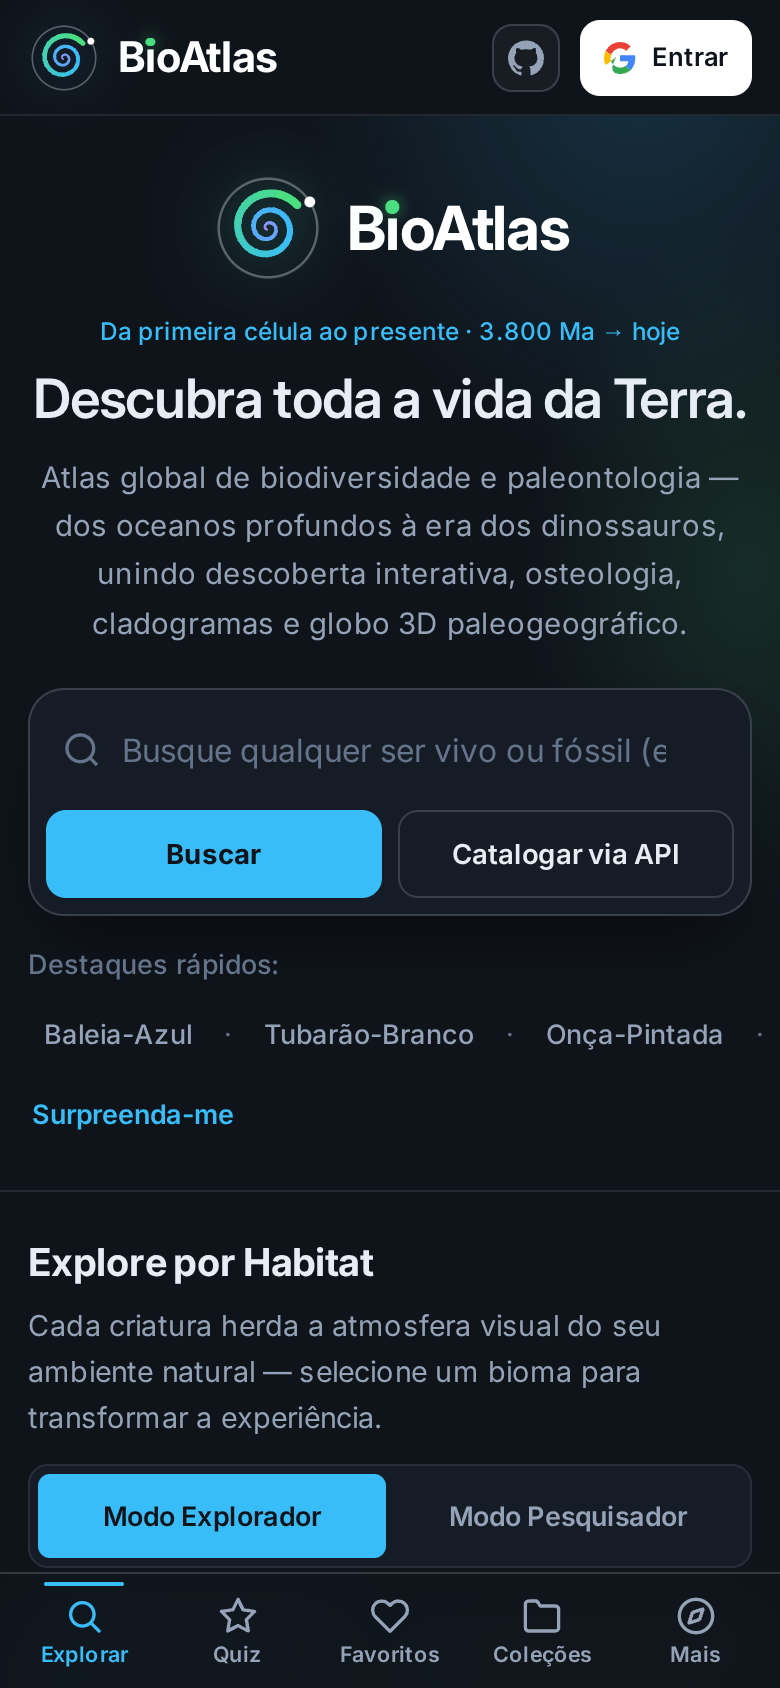 BioAtlas
Entrar
BioAtlas
Da primeira célula ao presente · 3.800 Ma → hoje
Descubra toda a vida da Terra.
Atlas global de biodiversidade e paleontologia —
dos oceanos profundos à era dos dinossauros,
unindo descoberta interativa, osteologia,
cladogramas e globo 3D paleogeográfico.
Busque qualquer ser vivo ou fóssil (e
Buscar
Catalogar via API
Destaques rápidos:
Baleia-Azul · Tubarão-Branco · Onça-Pintada ·
Surpreenda-me
Explore por Habitat
Cada criatura herda a atmosfera visual do seu
ambiente natural — selecione um bioma para
transformar a experiência.
Modo Explorador
Modo Pesquisador
Explorar
Quiz
Favoritos
Coleções
Mais